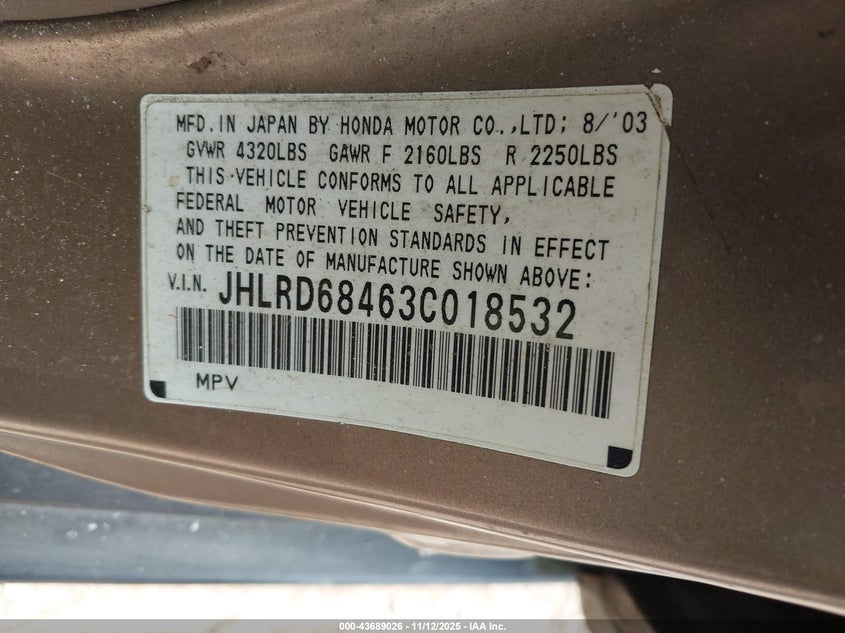 MFD. IN JAPAN BY HONDA MOTOR CO.,LTD; 8/'03
GVWR 4320LBS GAWR F 2160LBS R 2250LBS
THIS VEHICLE CONFORMS TO ALL APPLICABLE
FEDERAL MOTOR VEHICLE SAFETY,
AND THEFT PREVENTION STANDARDS IN EFFECT
ON THE DATE OF MANUFACTURE SHOWN ABOVE:
V.I.N. JHLRD68463C018532
MPV
000-43689026 - 11/12/2025 - IAA Inc.